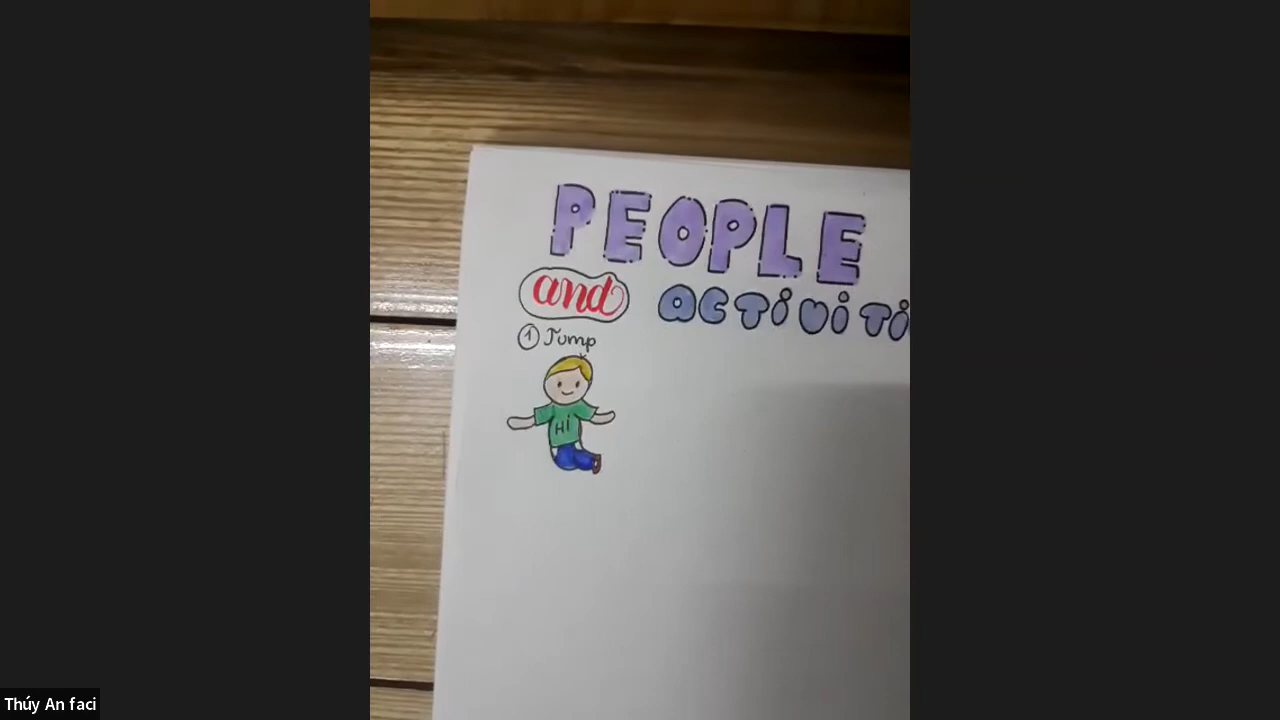 PEOPLE
and ACTiViTi
① Jump
Hi
Thúy An faci